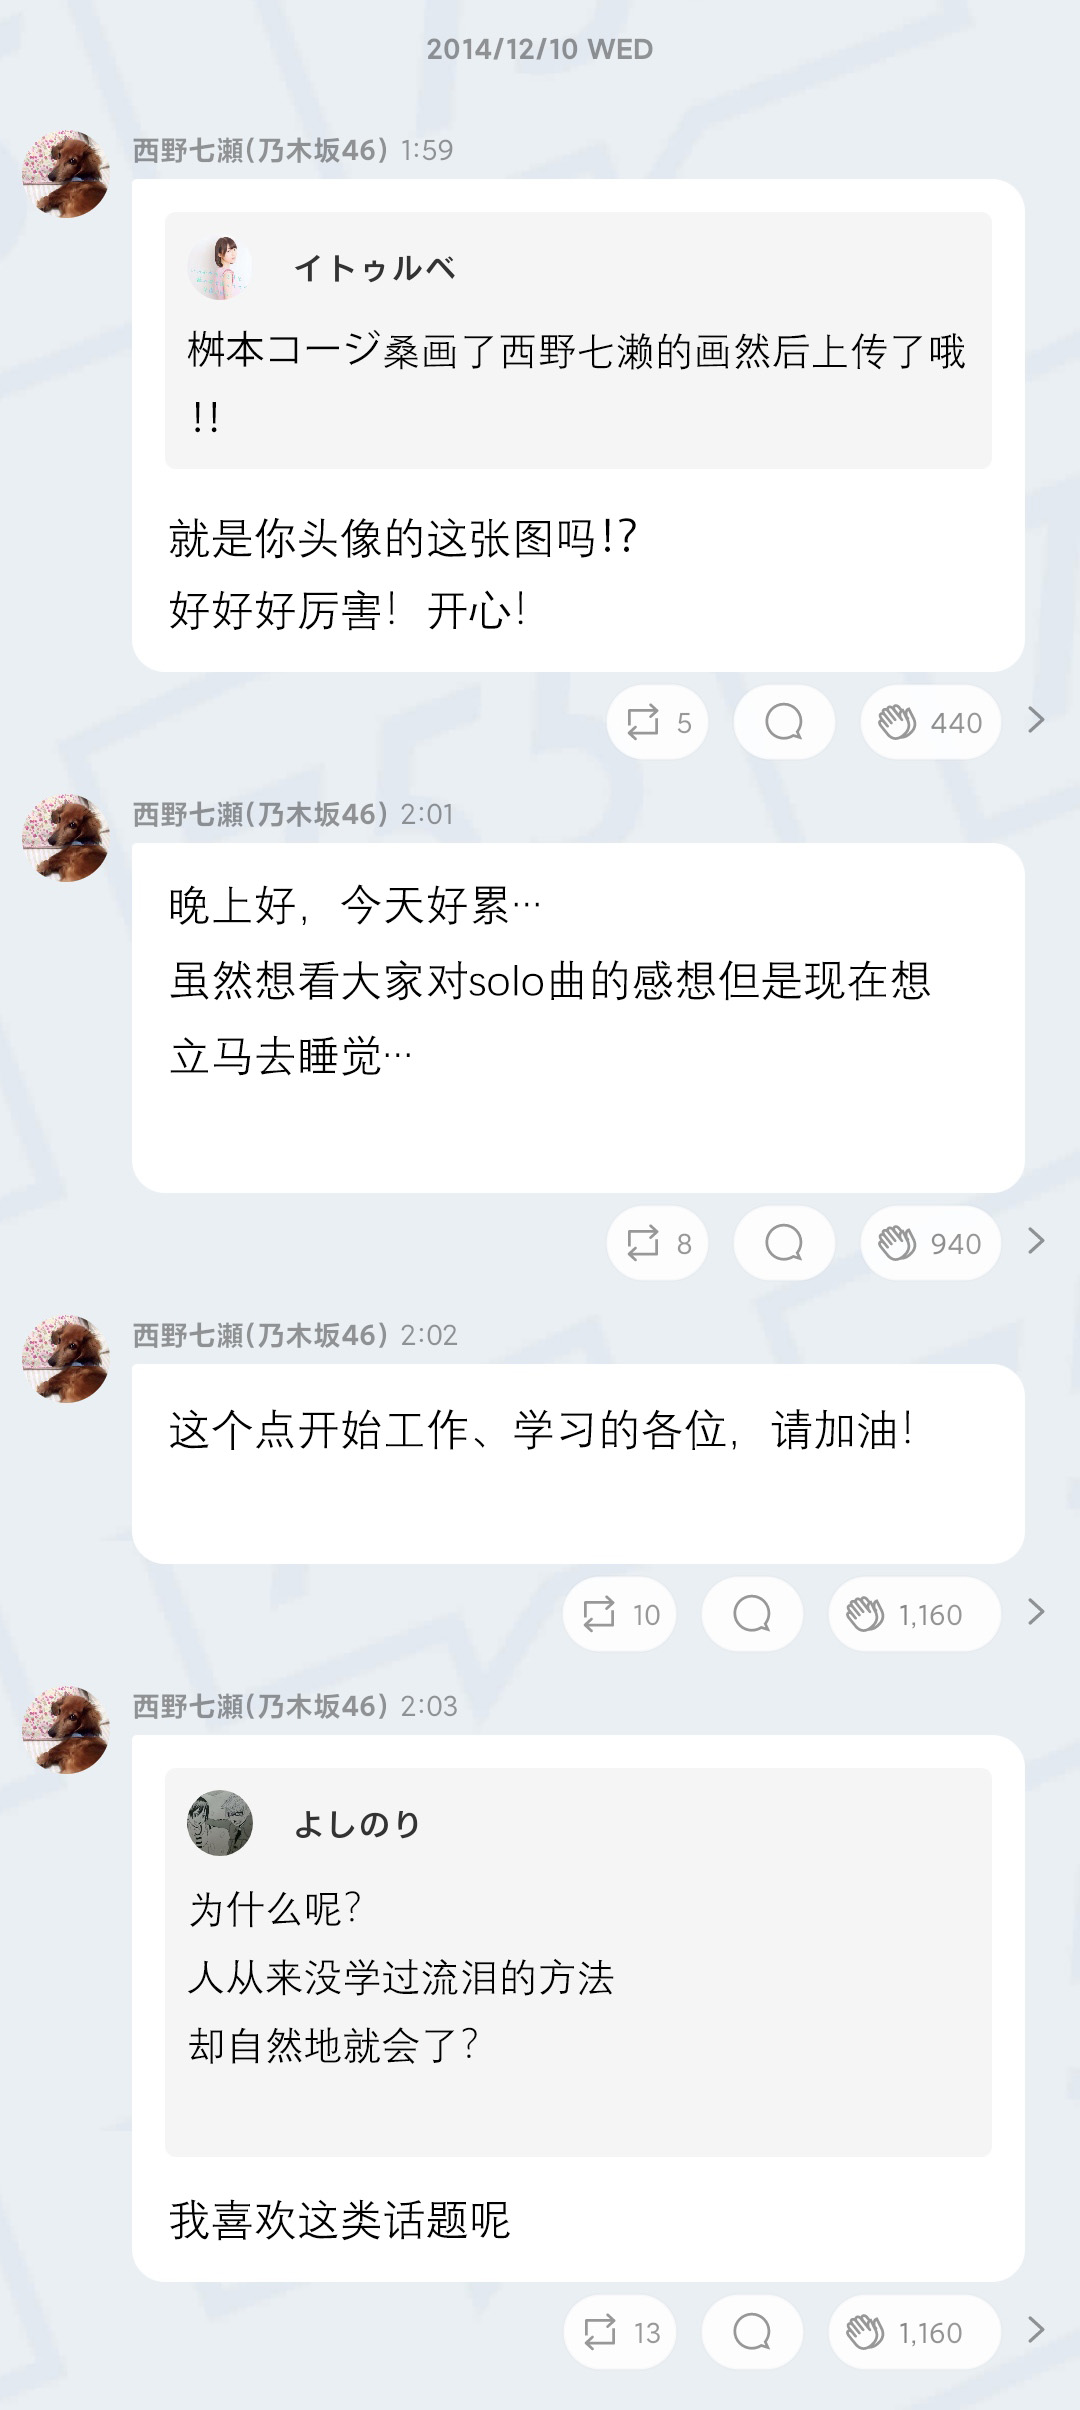 2014/12/10 WED
西野七瀬(乃木坂46) 1:59
イトゥルベ
桝本コージ桑画了西野七濑的画然后上传了哦
!!
就是你头像的这张图吗!?
好好好厉害！开心！
5
440
西野七瀬(乃木坂46) 2:01
晚上好，今天好累…
虽然想看大家对solo曲的感想但是现在想
立马去睡觉…
8
940
西野七瀬(乃木坂46) 2:02
这个点开始工作、学习的各位，请加油！
10
1,160
西野七瀬(乃木坂46) 2:03
よしのり
为什么呢？
人从来没学过流泪的方法
却自然地就会了？
我喜欢这类话题呢
13
1,160